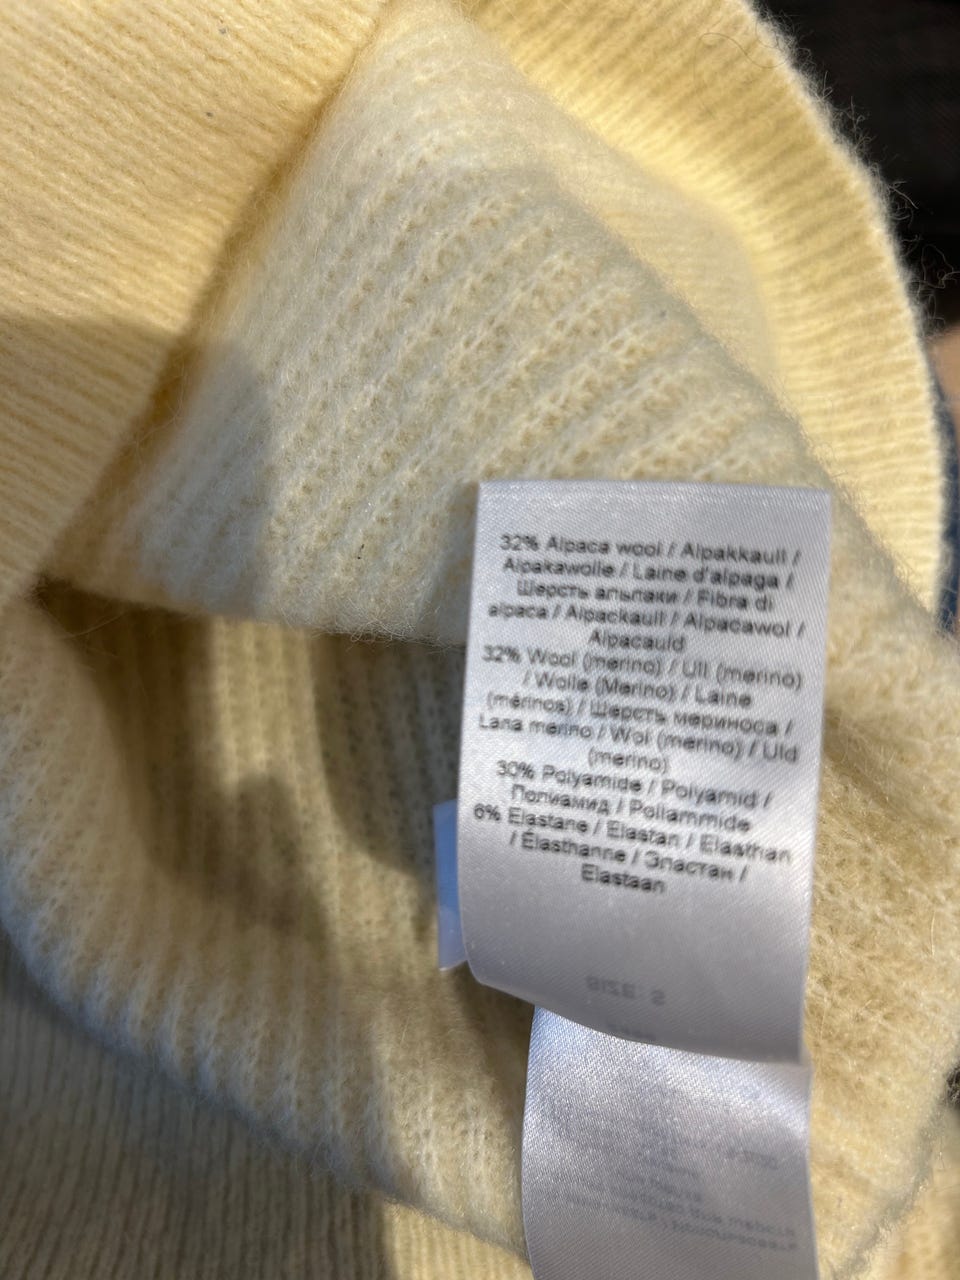 32% Alpaca wool / Alpakkaull /
Alpakawolle / Laine d'alpaga /
Шерсть альпаки / Fibra di
alpaca / Alpackaull / Alpacawol /
Alpacauld
32% Wool (merino) / Ull (merino)
/ Wolle (Merino) / Laine
(mérinos) / Шерсть мериноса /
Lana merino / Wol (merino) / Uld
(merino)
30% Polyamide / Polyamid /
Полиамид / Poliammide
6% Elastane / Elastan / Elasthan
/ Élasthanne / Эластан /
Elastaan
SIZE: S